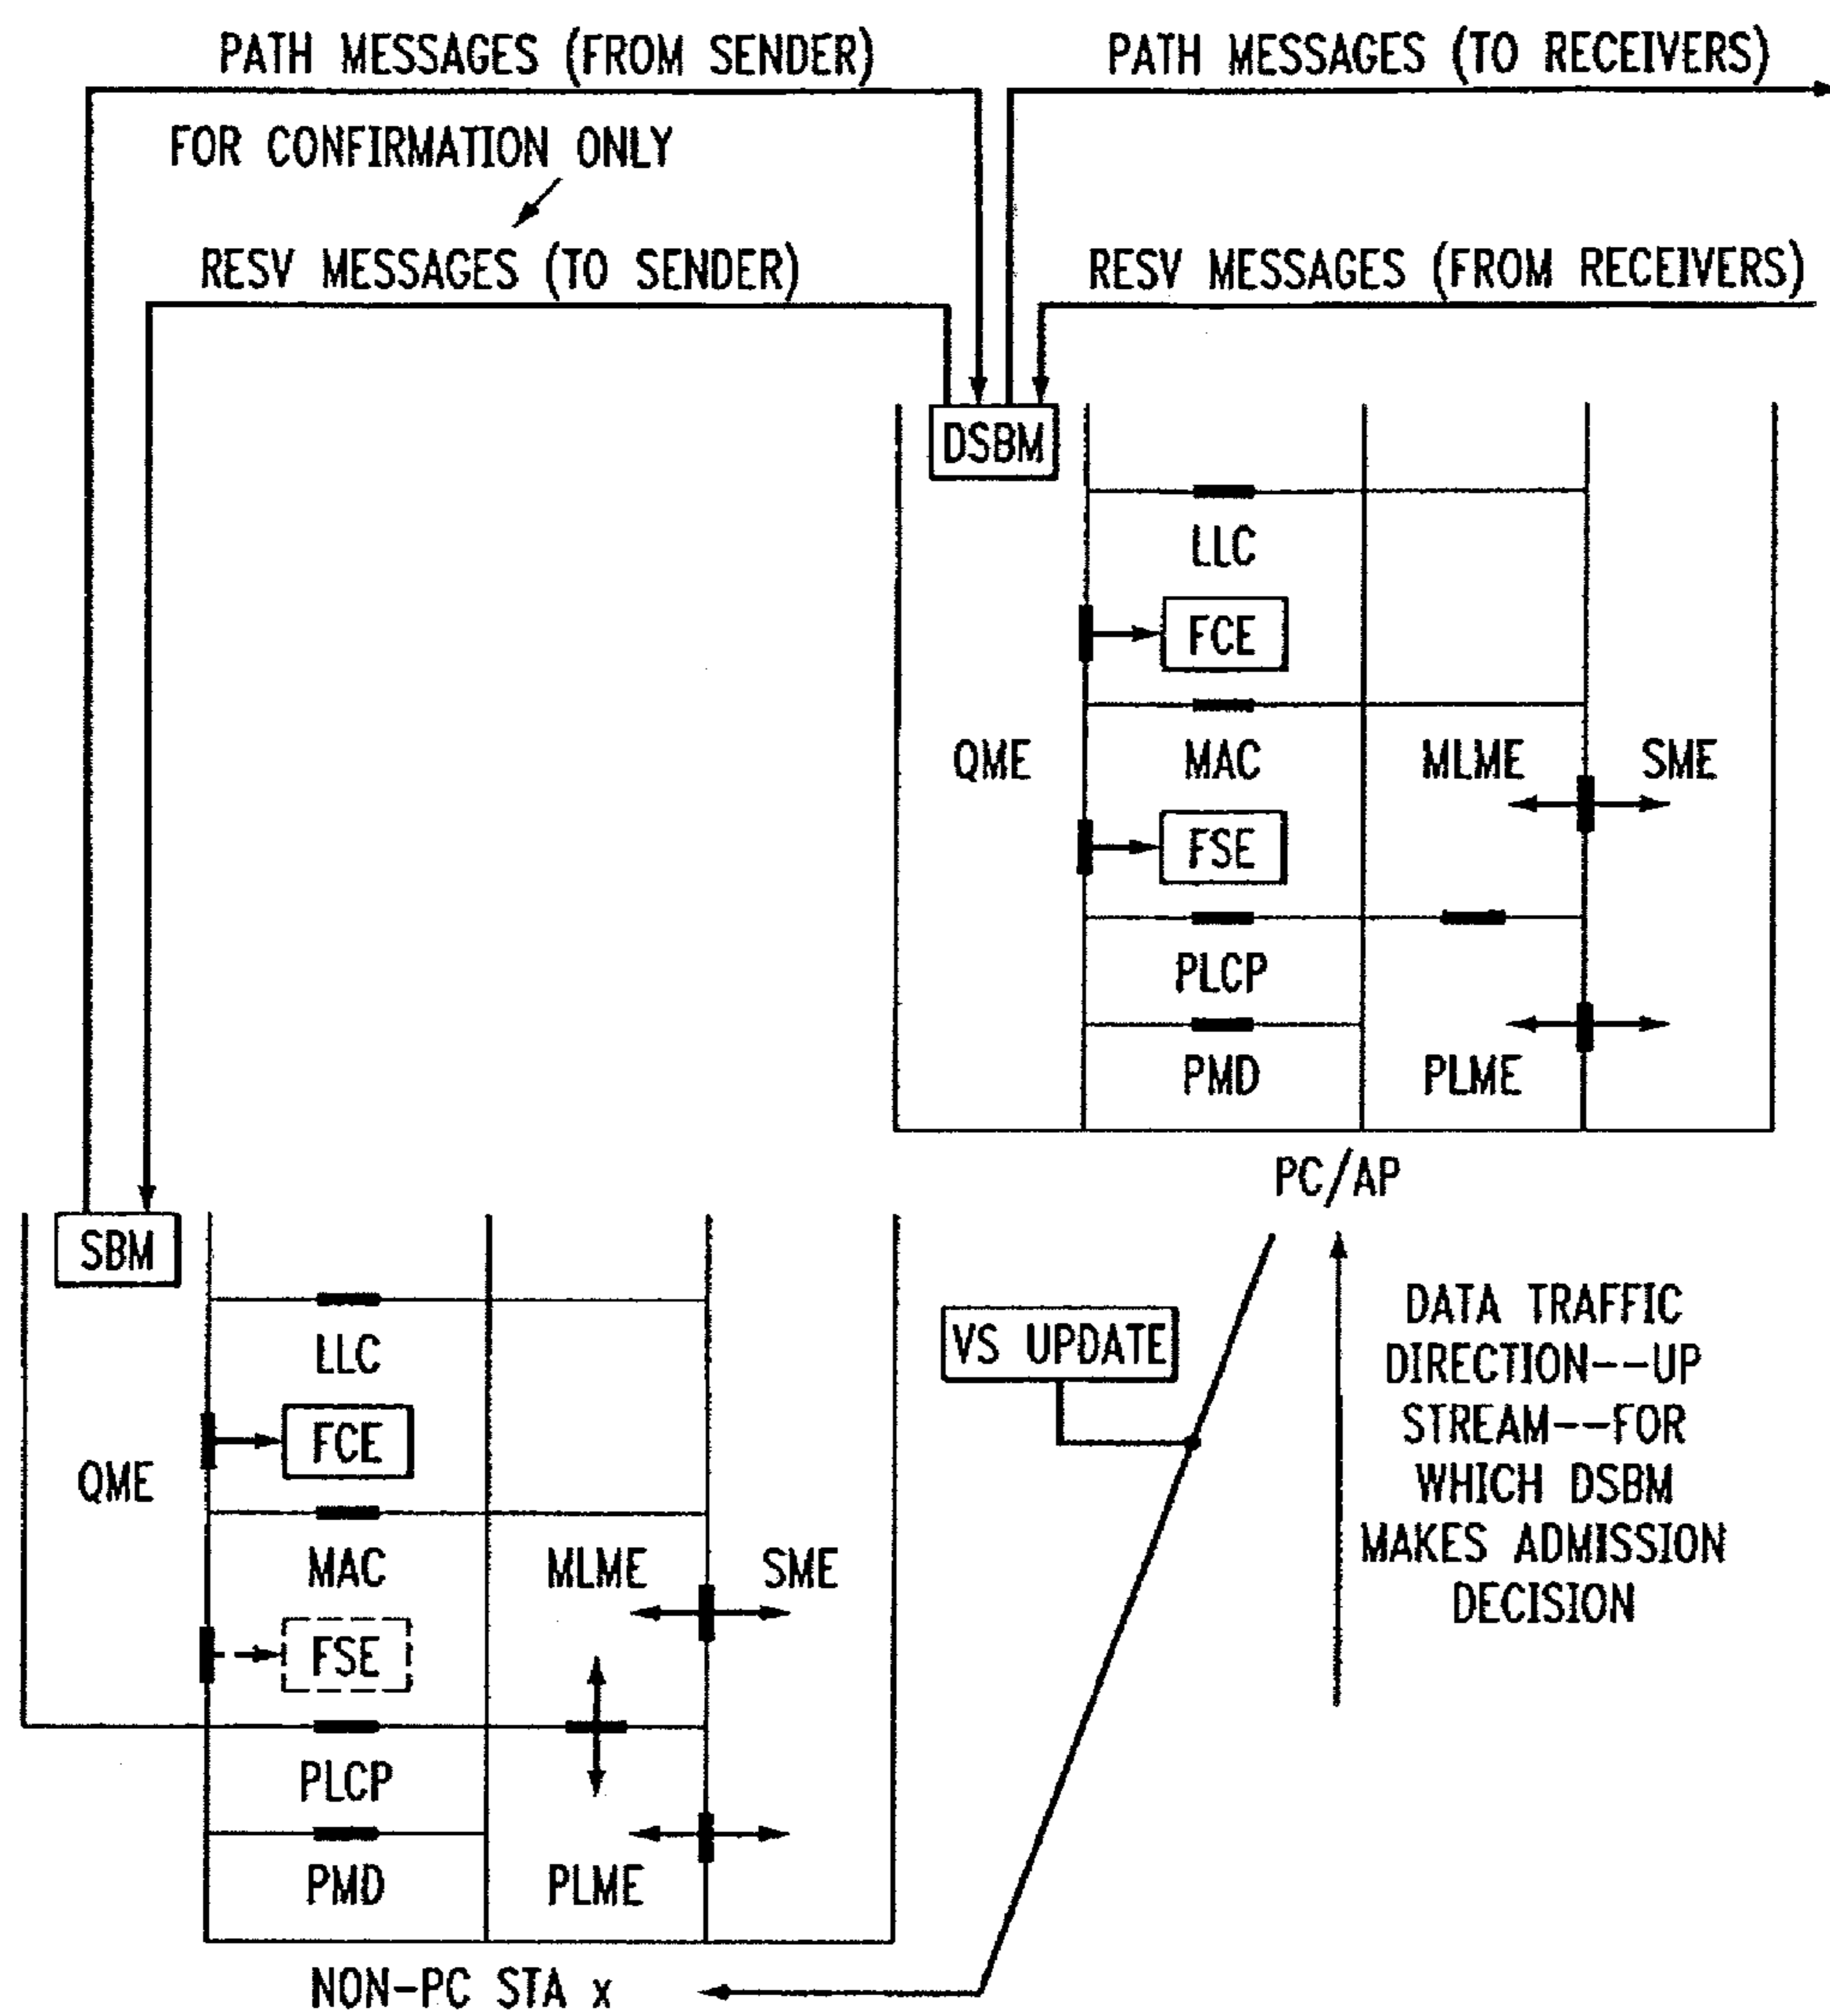 PATH MESSAGES (FROM SENDER)
PATH MESSAGES (TO RECEIVERS)
FOR CONFIRMATION ONLY
RESV MESSAGES (TO SENDER)
RESV MESSAGES (FROM RECEIVERS)
DSBM
LLC
FCE
QME
MAC
MLME
SME
FSE
PLCP
PMD
PLME
PC/AP
SBM
LLC
FCE
QME
MAC
MLME
SME
FSE
PLCP
PMD
PLME
NON-PC STA x
VS UPDATE
DATA TRAFFIC
DIRECTION--UP
STREAM--FOR
WHICH DSBM
MAKES ADMISSION
DECISION